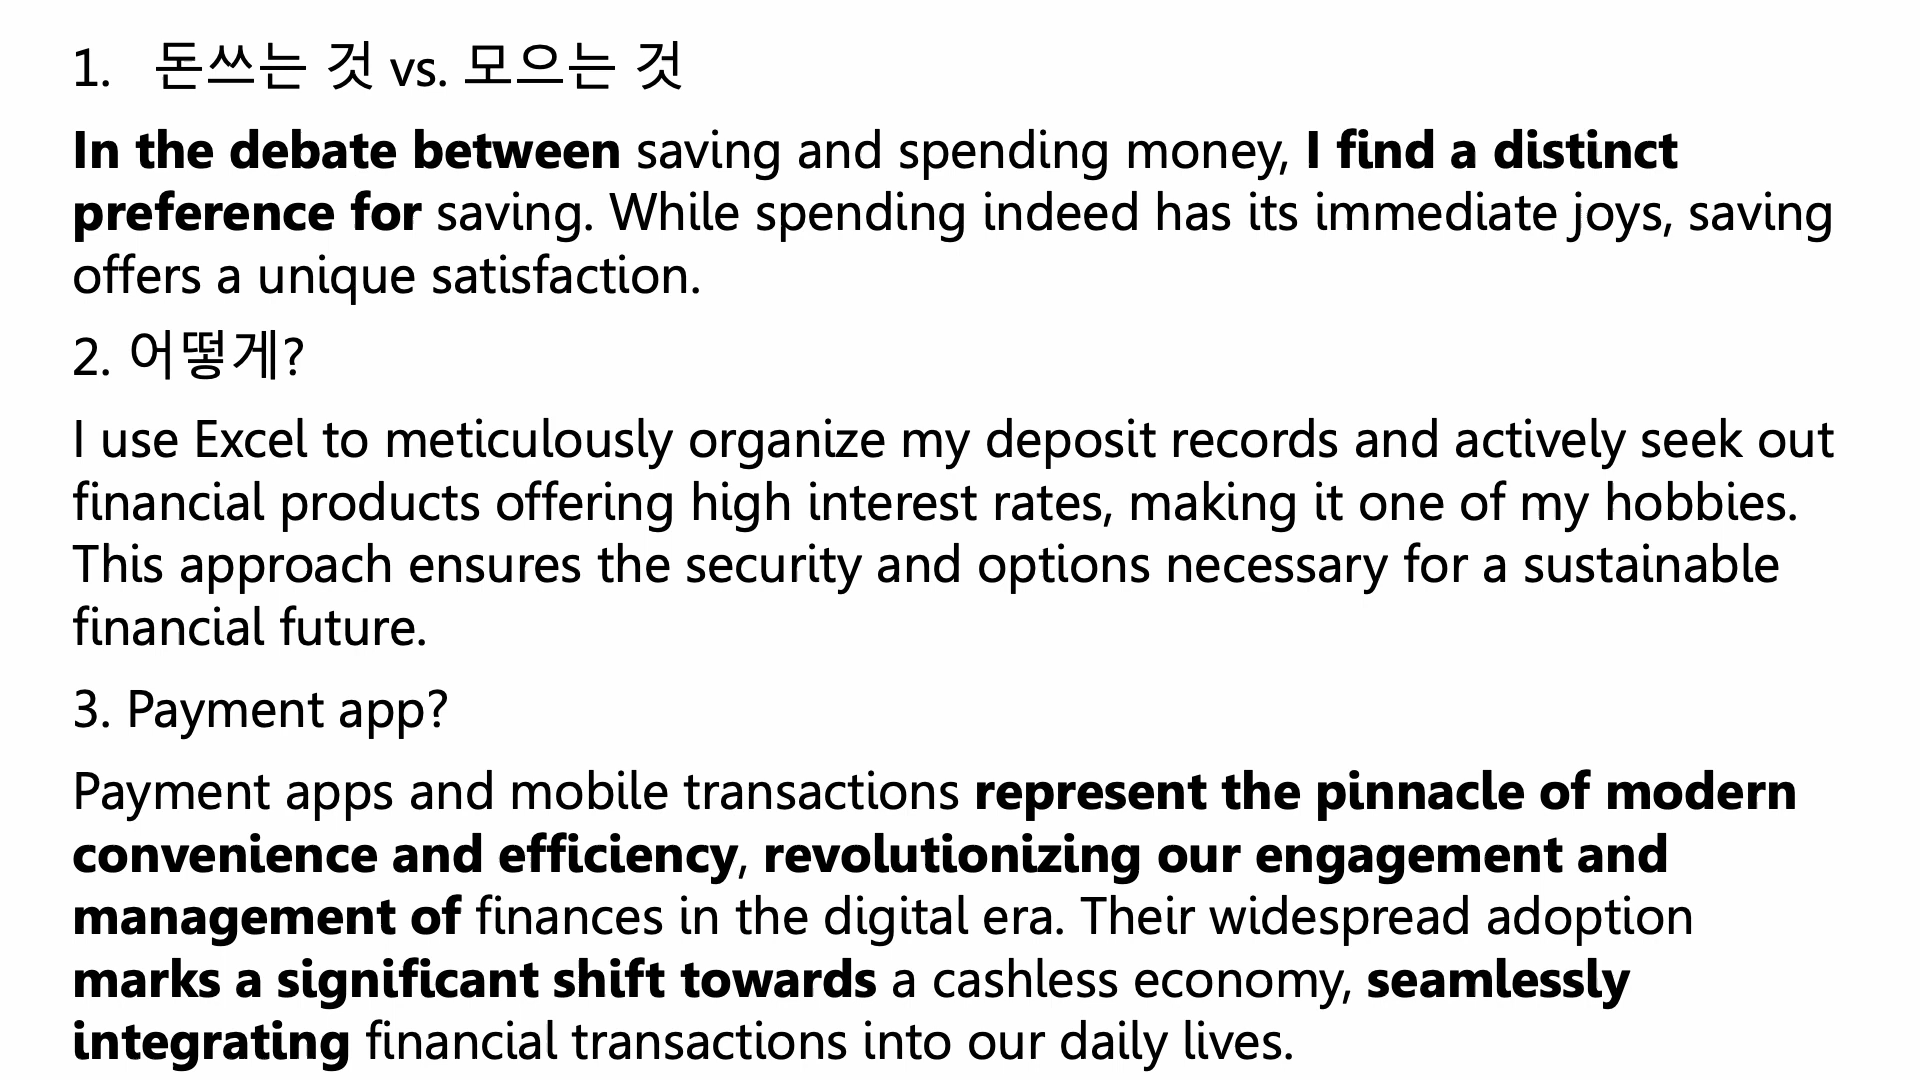 1. 돈쓰는 것 vs. 모으는 것
In the debate between saving and spending money, I find a distinct
preference for saving. While spending indeed has its immediate joys, saving
offers a unique satisfaction.
2. 어떻게?
I use Excel to meticulously organize my deposit records and actively seek out
financial products offering high interest rates, making it one of my hobbies.
This approach ensures the security and options necessary for a sustainable
financial future.
3. Payment app?
Payment apps and mobile transactions represent the pinnacle of modern
convenience and efficiency, revolutionizing our engagement and
management of finances in the digital era. Their widespread adoption
marks a significant shift towards a cashless economy, seamlessly
integrating financial transactions into our daily lives.